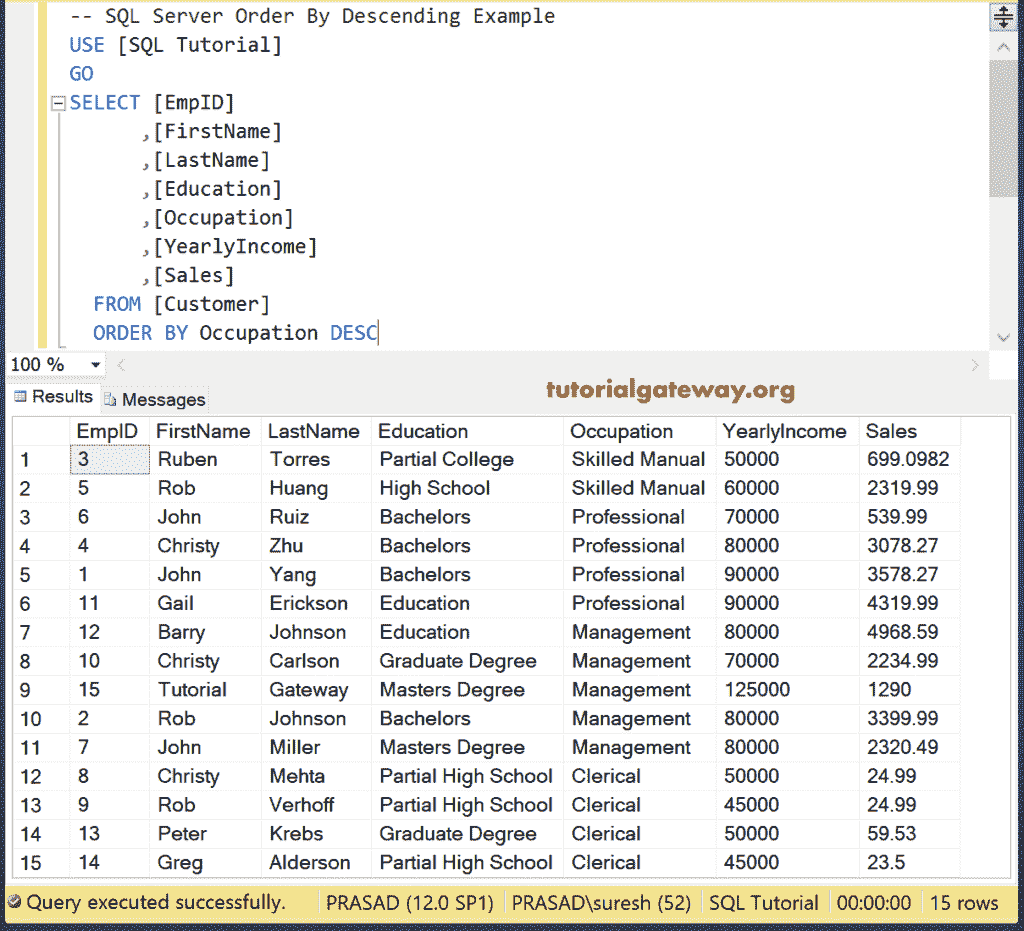 -- SQL Server Order By Descending Example
USE [SQL Tutorial]
GO
SELECT [EmpID]
,[FirstName]
,[LastName]
,[Education]
,[Occupation]
,[YearlyIncome]
,[Sales]
FROM [Customer]
ORDER BY Occupation DESC
100 %
tutorialgateway.org
Results Messages
EmpID FirstName LastName Education Occupation YearlyIncome Sales
1 3 Ruben Torres Partial College Skilled Manual 50000 699.0982
2 5 Rob Huang High School Skilled Manual 60000 2319.99
3 6 John Ruiz Bachelors Professional 70000 539.99
4 4 Christy Zhu Bachelors Professional 80000 3078.27
5 1 John Yang Bachelors Professional 90000 3578.27
6 11 Gail Erickson Education Professional 90000 4319.99
7 12 Barry Johnson Education Management 80000 4968.59
8 10 Christy Carlson Graduate Degree Management 70000 2234.99
9 15 Tutorial Gateway Masters Degree Management 125000 1290
10 2 Rob Johnson Bachelors Management 80000 3399.99
11 7 John Miller Masters Degree Management 80000 2320.49
12 8 Christy Mehta Partial High School Clerical 50000 24.99
13 9 Rob Verhoff Partial High School Clerical 45000 24.99
14 13 Peter Krebs Graduate Degree Clerical 50000 59.53
15 14 Greg Alderson Partial High School Clerical 45000 23.5
Query executed successfully. PRASAD (12.0 SP1) PRASAD\suresh (52) SQL Tutorial 00:00:00 15 rows